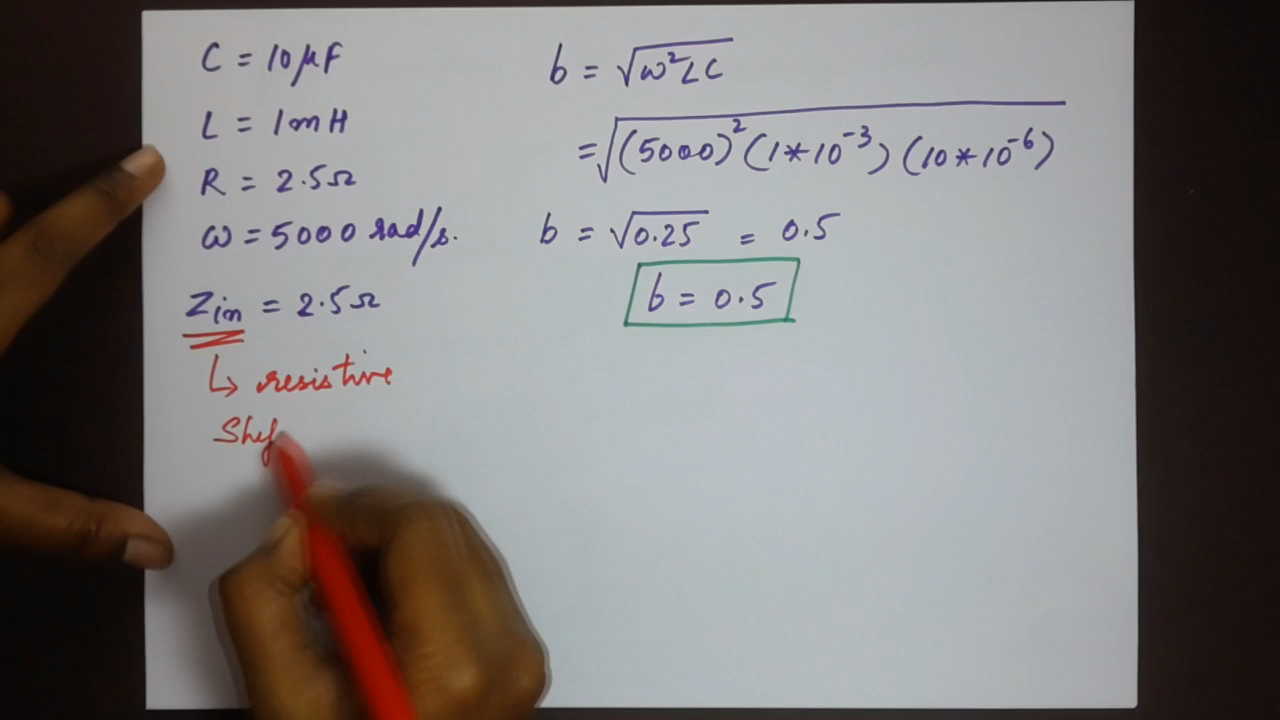 C = 10μF
L = 1mH
R = 2.5Ω
ω = 5000 rad/s.
Zin = 2.5Ω
↳ resistive
b = √ω²LC
= √(5000)²(1*10⁻³)(10*10⁻⁶)
b = √0.25 = 0.5
b = 0.5